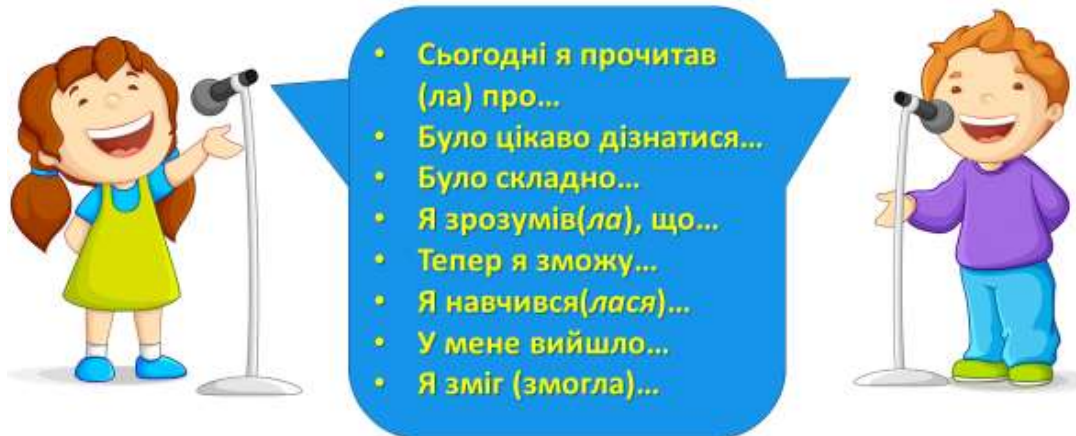 • Сьогодні я прочитав
(ла) про...
• Було цікаво дізнатися...
• Було складно...
• Я зрозумів(ла), що...
• Тепер я зможу...
• Я навчився(лася)...
• У мене вийшло...
• Я зміг (змогла)...